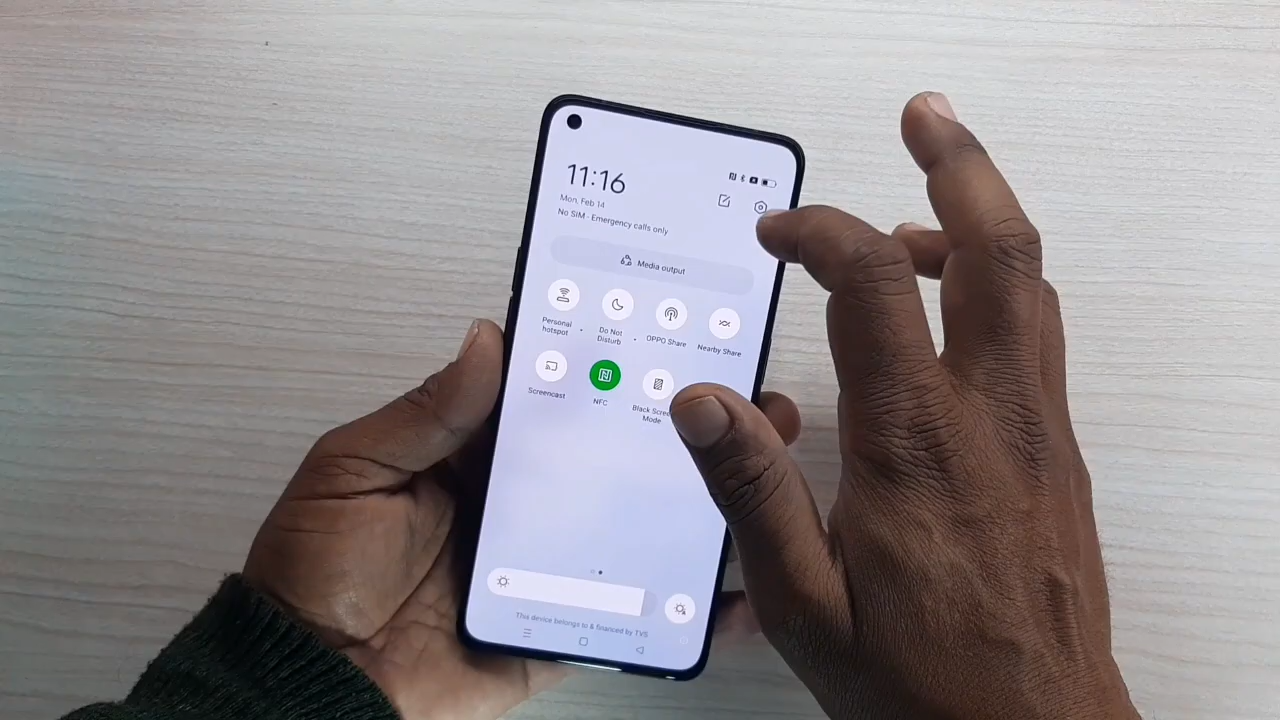 11:16
Mon, Feb 14
No SIM · Emergency calls only
Media output
Personal
hotspot
Do Not
Disturb
OPPO Share
Nearby Share
Screencast
NFC
Black
Mode
This device belongs to & financed by TVS